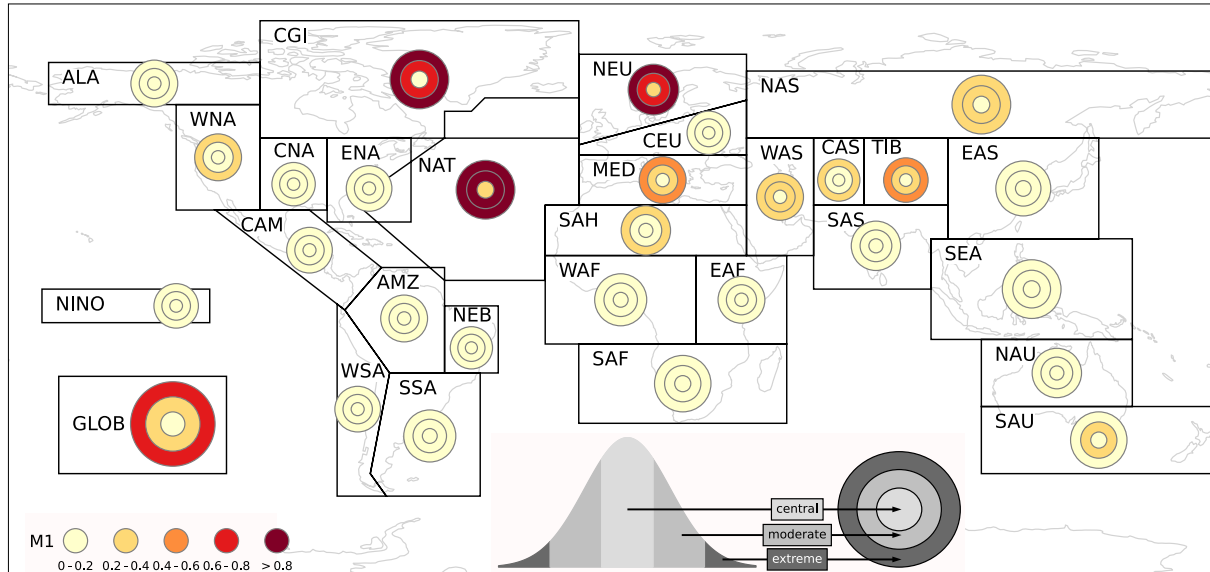 CGI
ALA
NEU
NAS
WNA
CEU
CNA
ENA
NAT
MED
WAS
CAS
TIB
EAS
CAM
SAH
SAS
SEA
WAF
EAF
AMZ
NINO
NEB
NAU
WSA
SSA
SAF
GLOB
SAU
central
moderate
extreme
M1
0 - 0.2 0.2 - 0.4 0.4 - 0.6 0.6 - 0.8 > 0.8